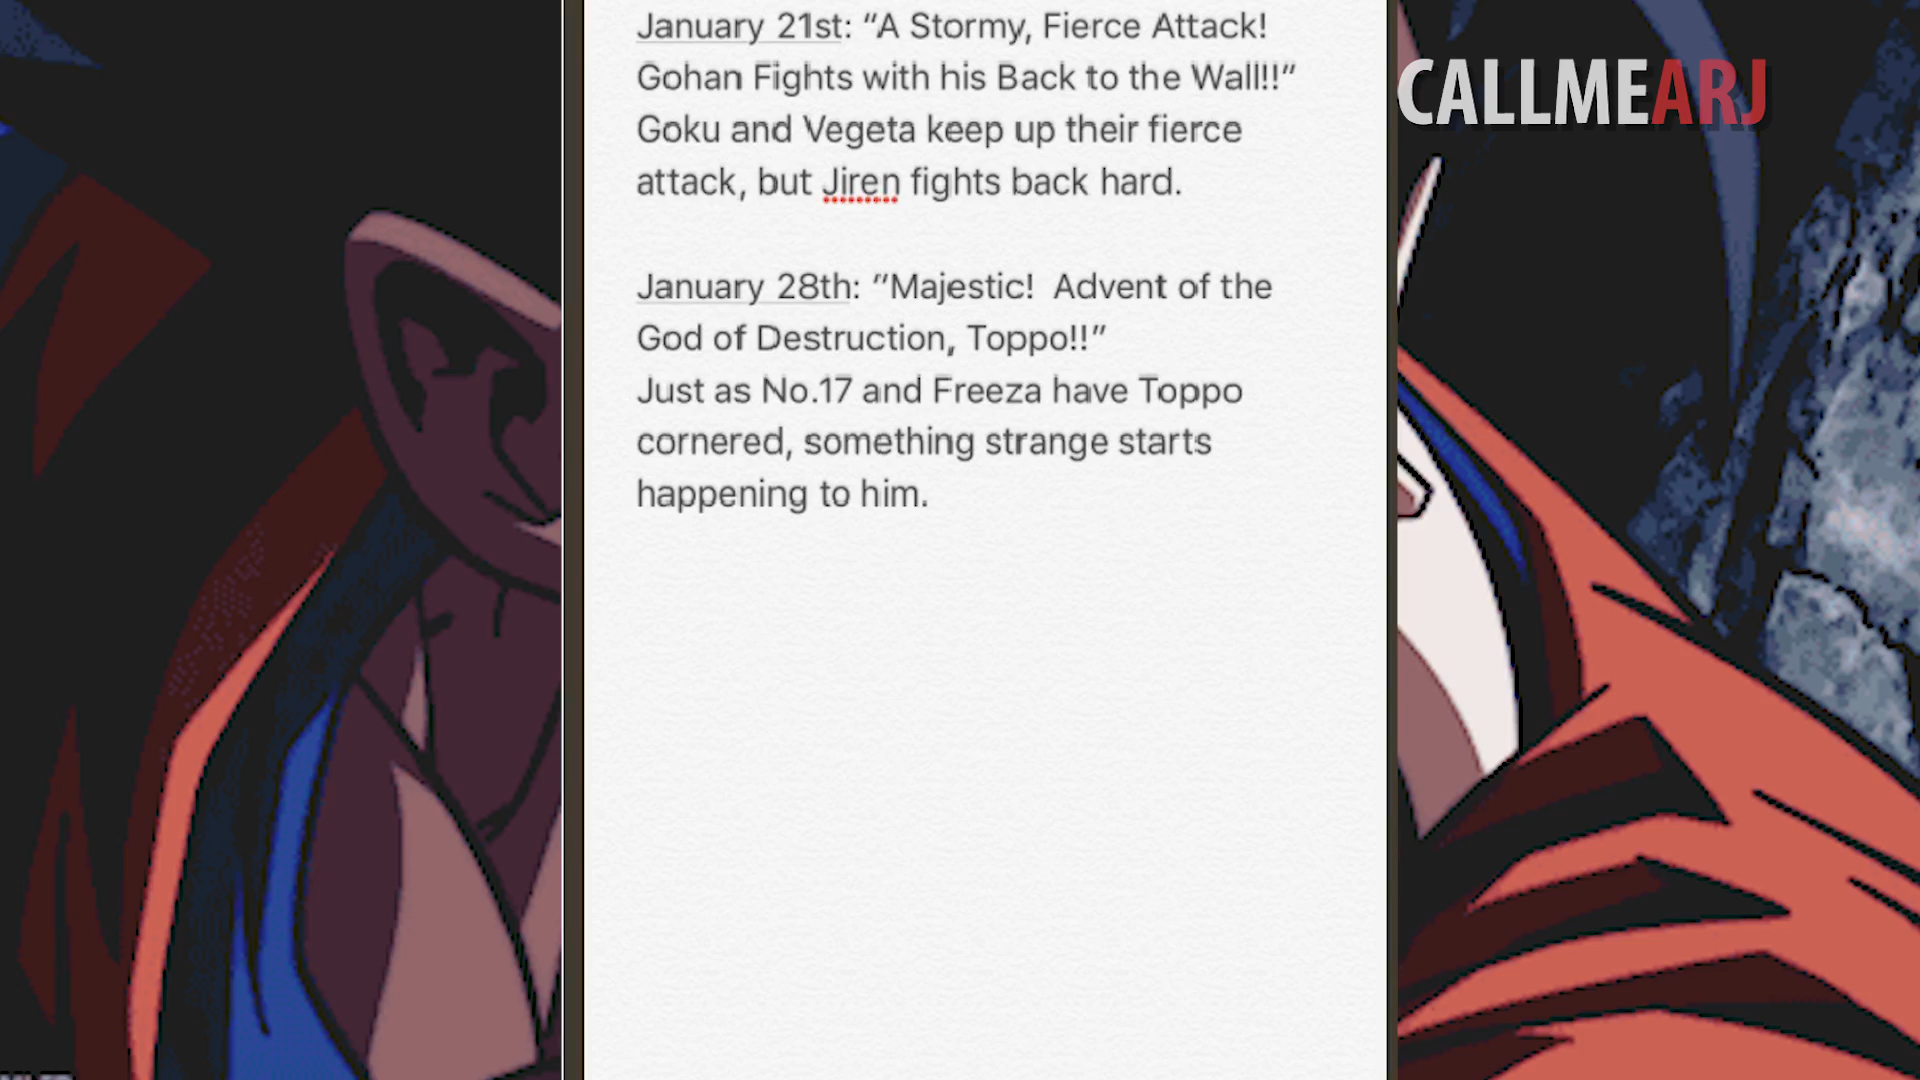 January 21st: “A Stormy, Fierce Attack!
Gohan Fights with his Back to the Wall!!”
Goku and Vegeta keep up their fierce
attack, but Jiren fights back hard.
January 28th: “Majestic!  Advent of the
God of Destruction, Toppo!!”
Just as No.17 and Freeza have Toppo
cornered, something strange starts
happening to him.
CALLMEARJ